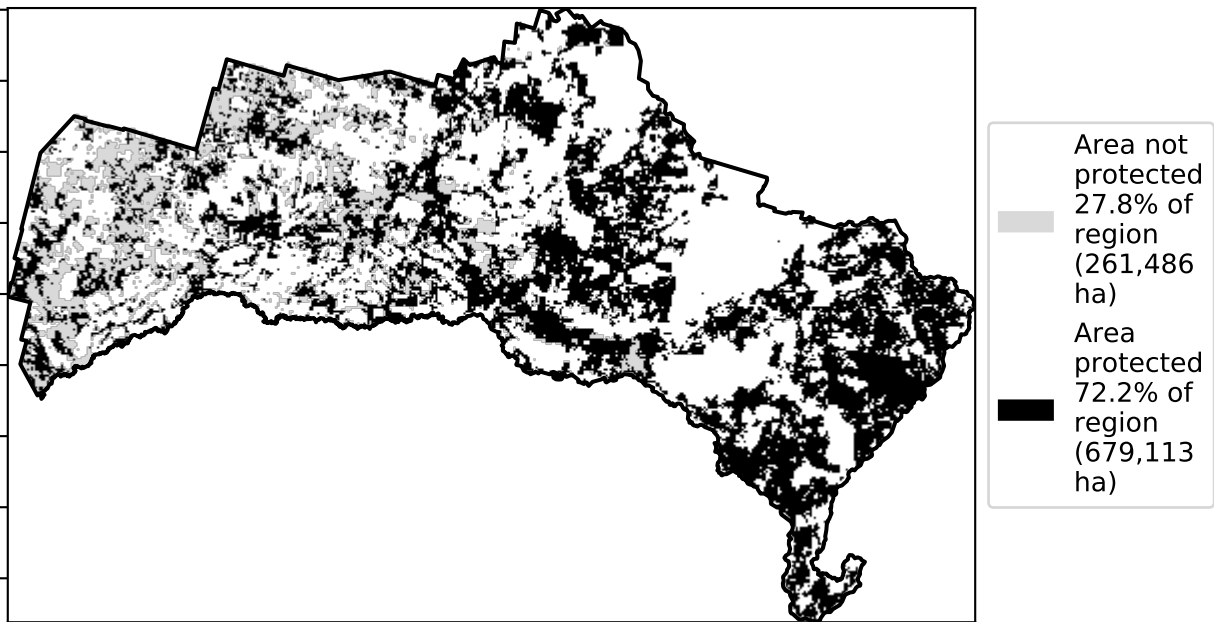 Area not
protected
27.8% of
region
(261,486
ha)
Area
protected
72.2% of
region
(679,113
ha)